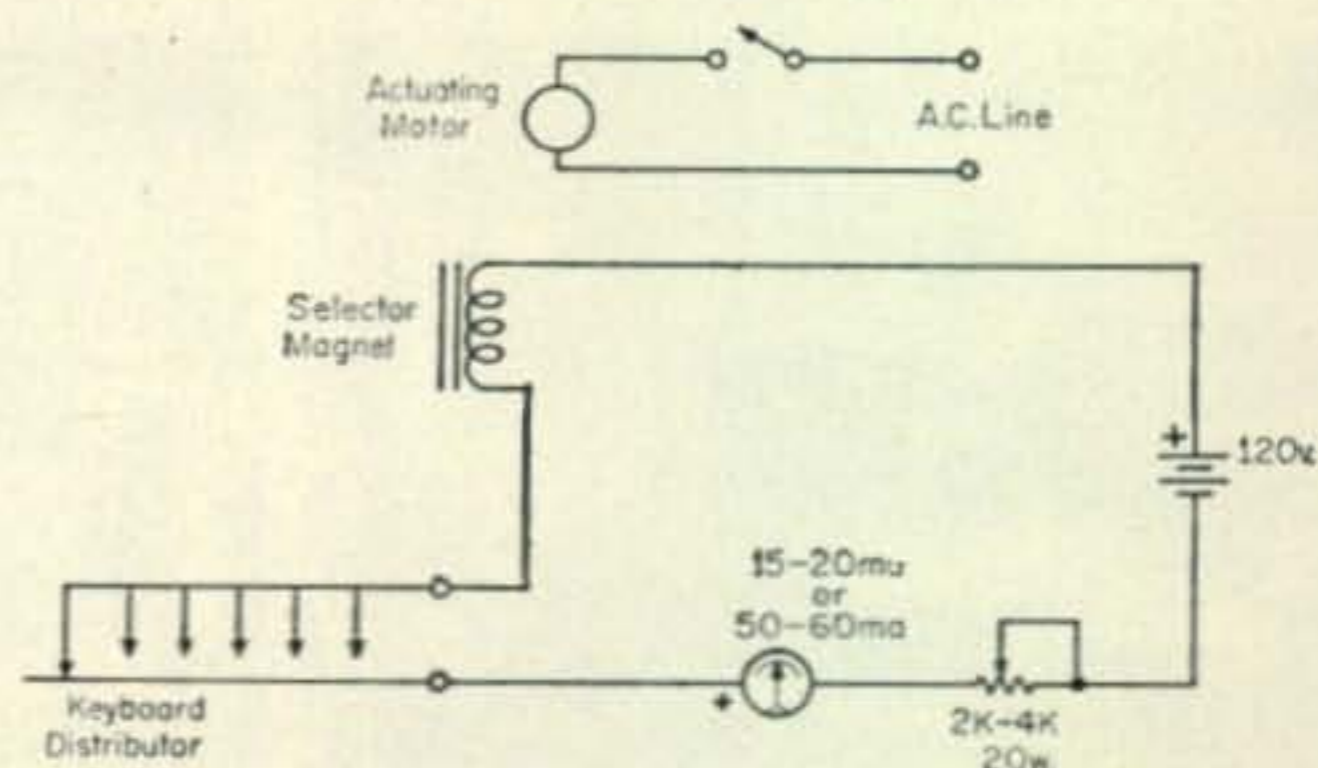 Actuating
Motor
A.C. Line
Selector
Magnet
+
120v.
15-20ma
or
50-60ma
+
2K-4K
20w.
Keyboard
Distributor